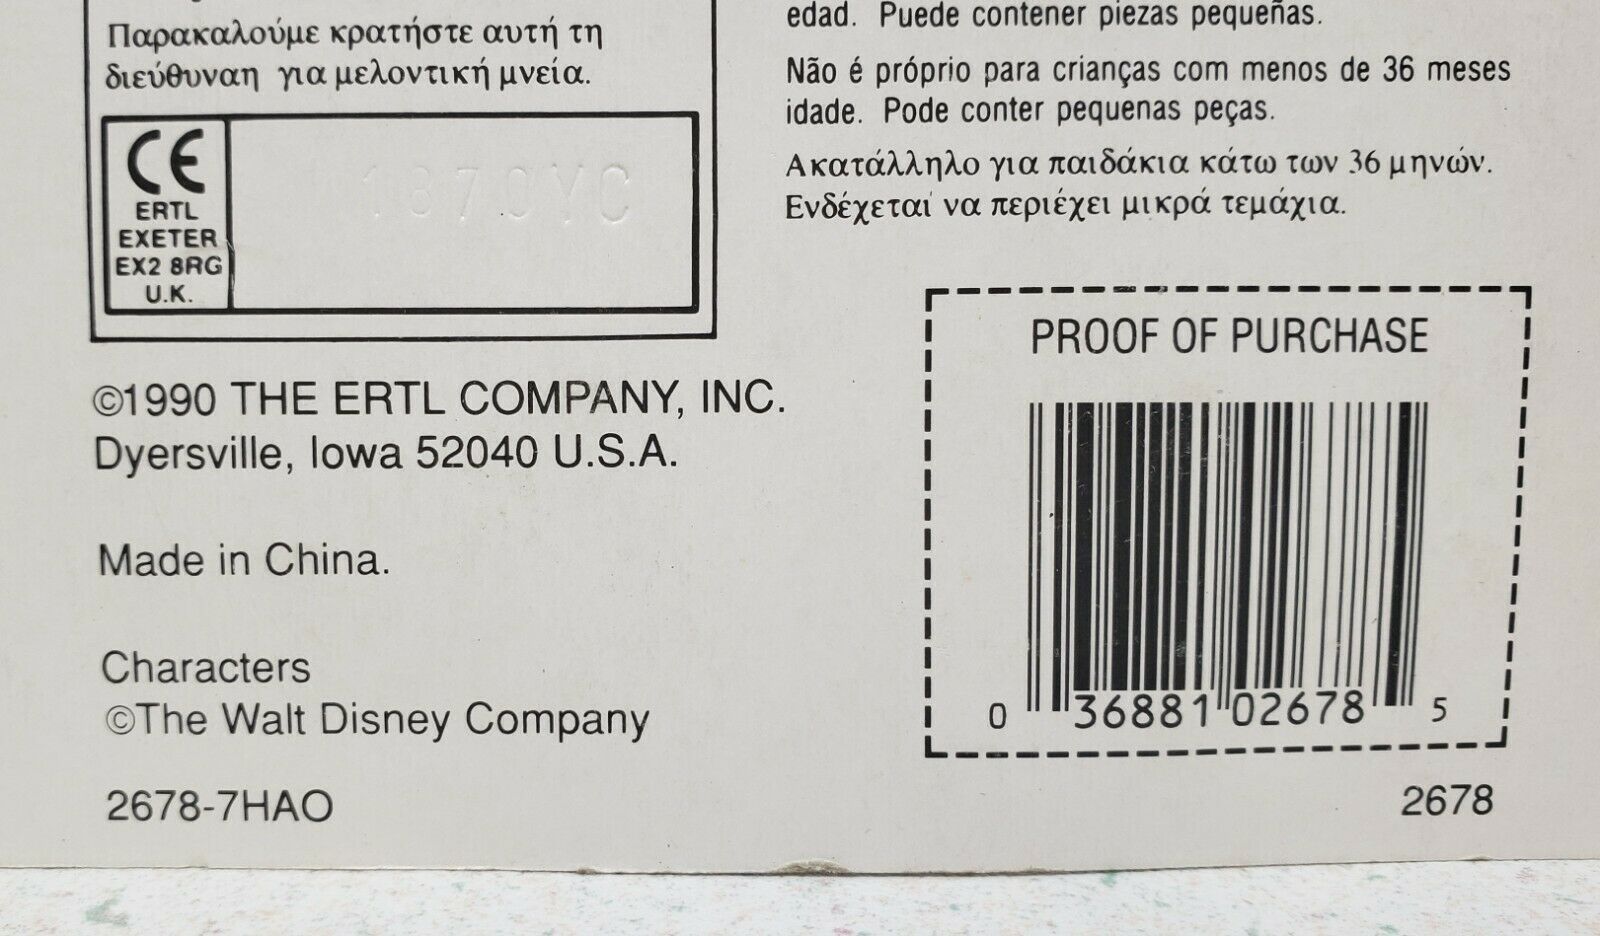 Παρακαλούμε κρατήστε αυτή τη
διεύθυναη για μελοντική μνεία.
CE
ERTL
EXETER
EX2 8RG
U.K.
©1990 THE ERTL COMPANY, INC.
Dyersville, Iowa 52040 U.S.A.
Made in China.
Characters
©The Walt Disney Company
2678-7HAO
edad. Puede contener piezas pequeñas.
Não é próprio para crianças com menos de 36 meses
idade. Pode conter pequenas peças.
Ακατάλληλο για παιδάκια κάτω των 36 μηνών.
Ενδέχεται να περιέχει μικρά τεμάχια.
PROOF OF PURCHASE
0 36881 02678 5
2678